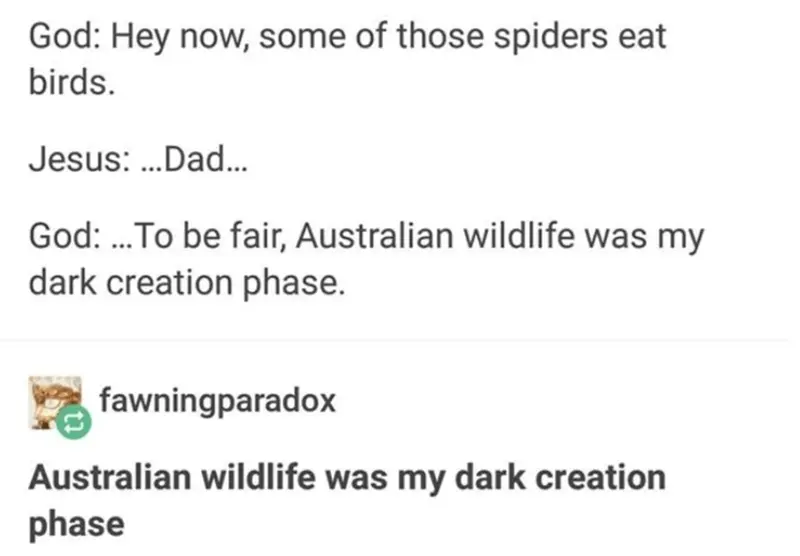 God: Hey now, some of those spiders eat
birds.
Jesus: ...Dad...
God: ...To be fair, Australian wildlife was my
dark creation phase.
fawningparadox
Australian wildlife was my dark creation
phase